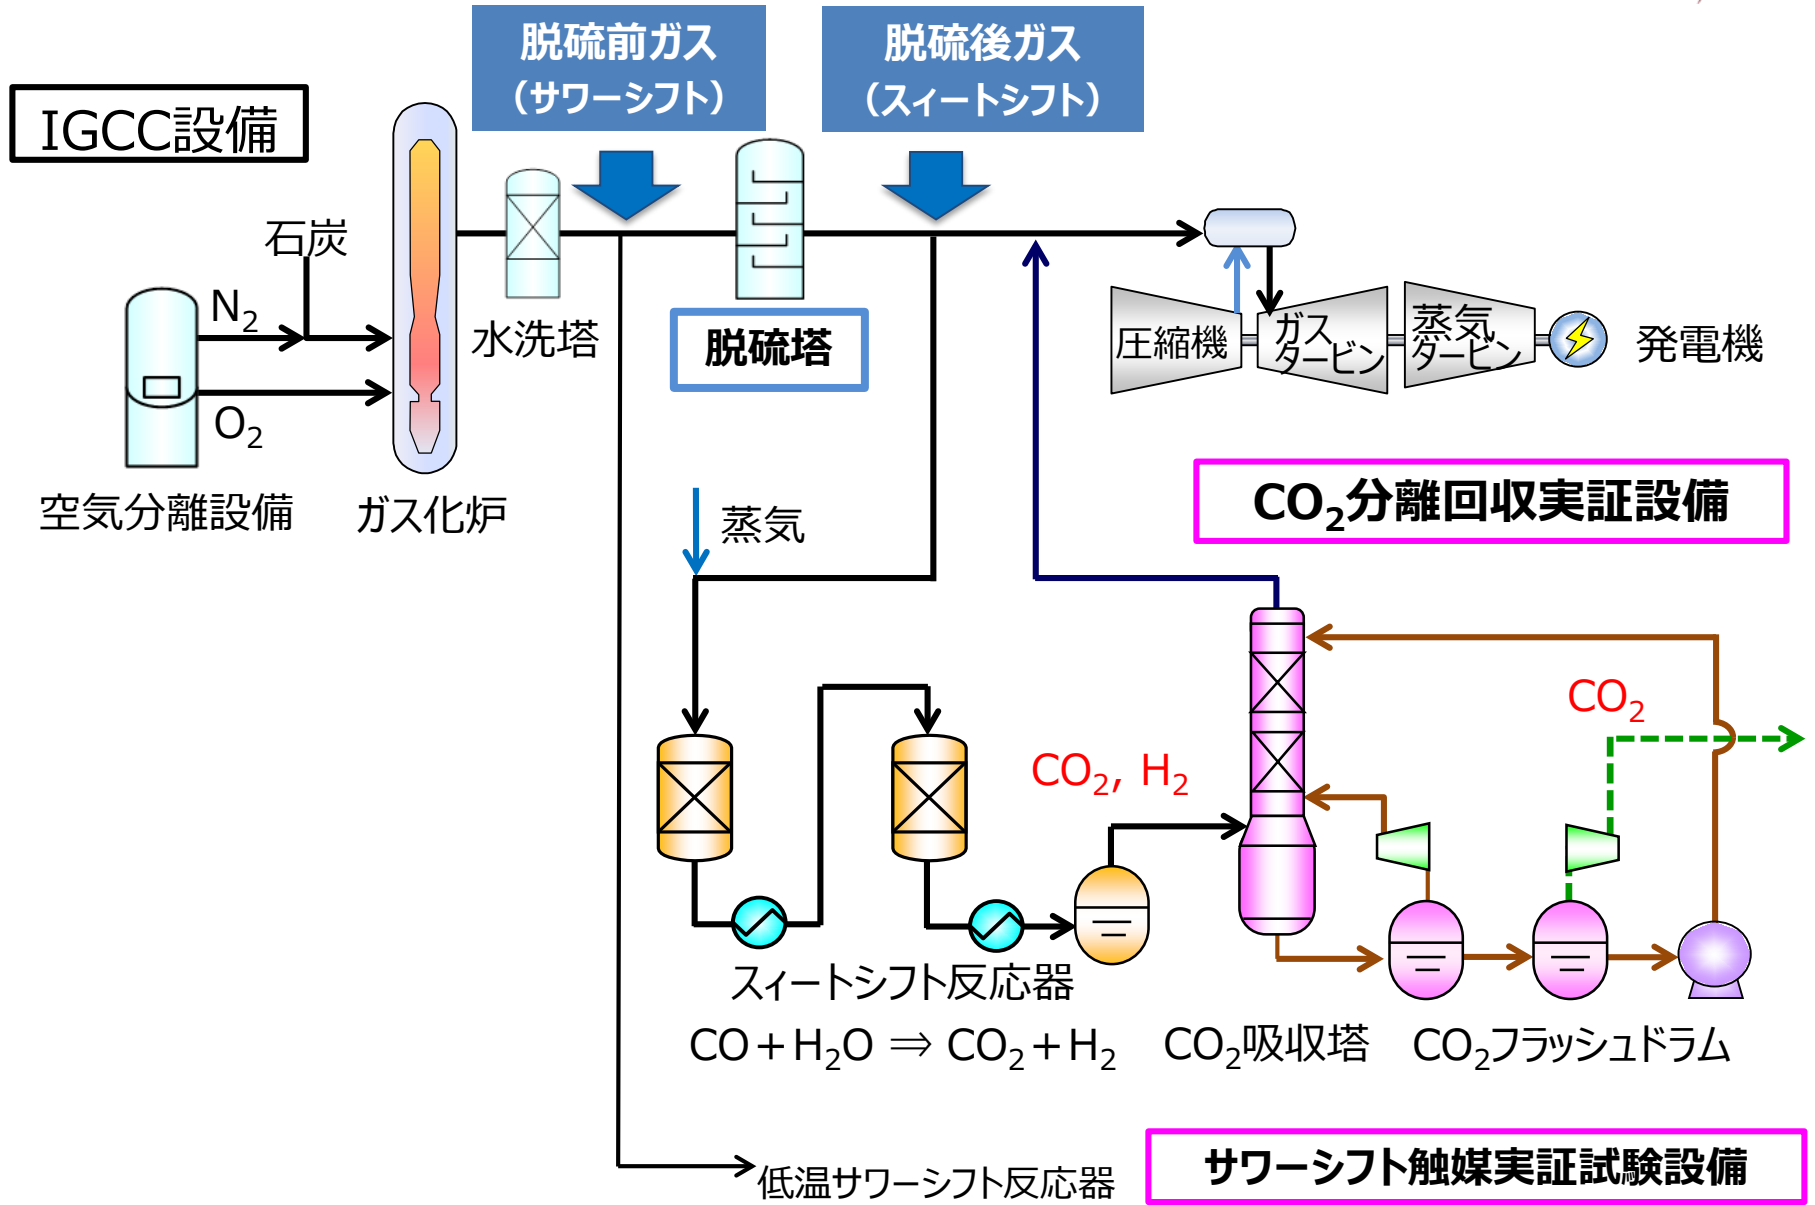 脱硫前ガス
（サワーシフト）
脱硫後ガス
（スィートシフト）
IGCC設備
石炭
N2
O2
空気分離設備
ガス化炉
水洗塔
脱硫塔
圧縮機
ガス
タービン
蒸気
タービン
発電機
CO2分離回収実証設備
蒸気
CO2
CO2, H2
スィートシフト反応器
CO＋H2O ⇒ CO2＋H2
CO2吸収塔
CO2フラッシュドラム
低温サワーシフト反応器
サワーシフト触媒実証試験設備